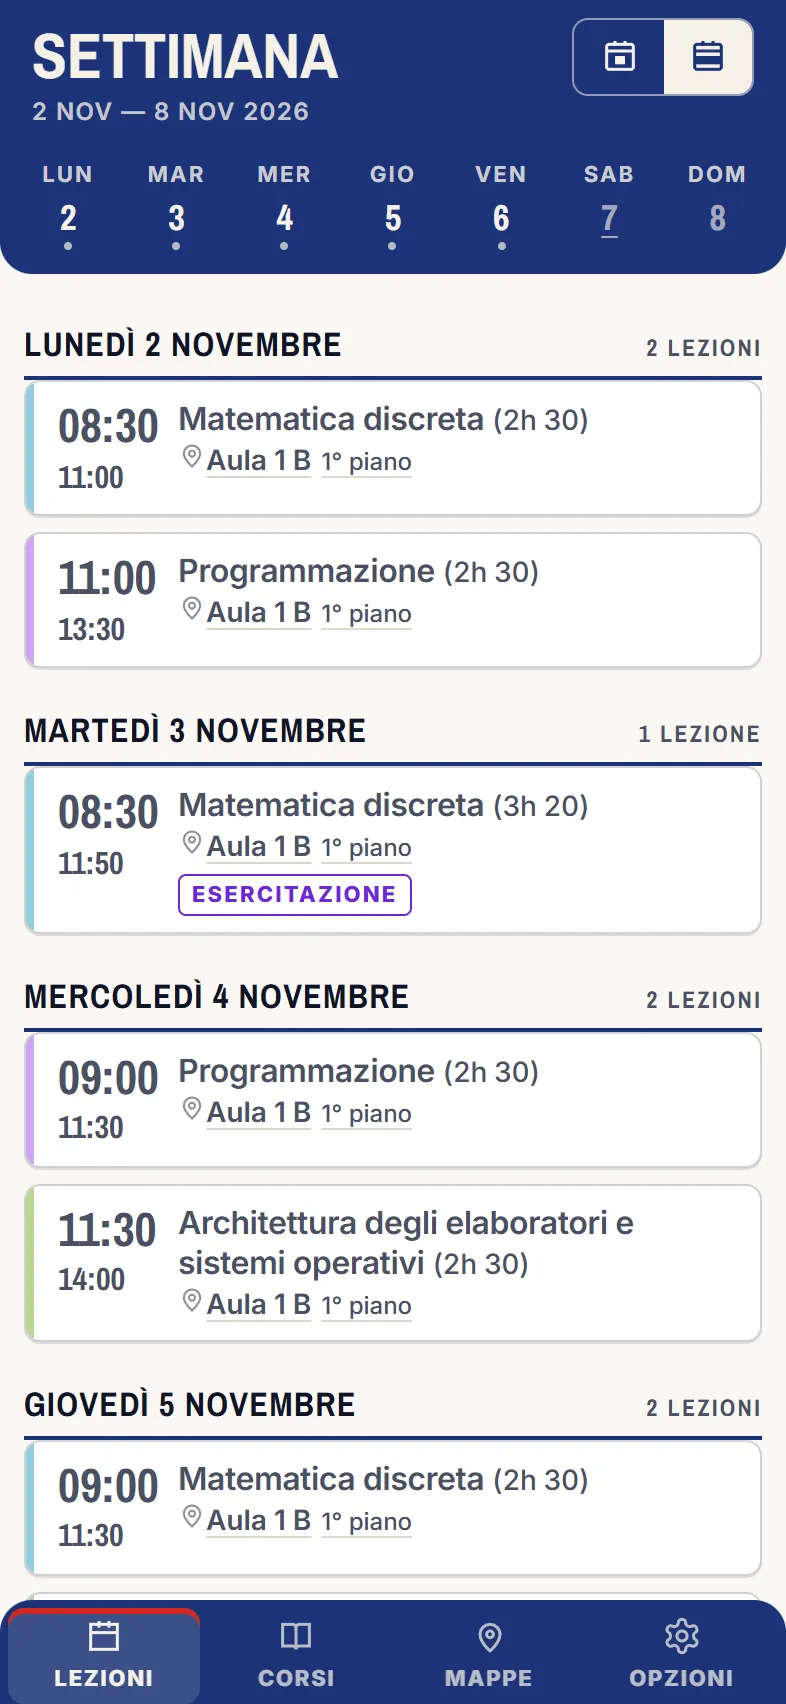 SETTIMANA
2 NOV — 8 NOV 2026
LUN MAR MER GIO VEN SAB DOM
2 3 4 5 6 7 8
LUNEDÌ 2 NOVEMBRE 2 LEZIONI
08:30 Matematica discreta (2h 30)
11:00 Aula 1 B 1° piano
11:00 Programmazione (2h 30)
13:30 Aula 1 B 1° piano
MARTEDÌ 3 NOVEMBRE 1 LEZIONE
08:30 Matematica discreta (3h 20)
11:50 Aula 1 B 1° piano
ESERCITAZIONE
MERCOLEDÌ 4 NOVEMBRE 2 LEZIONI
09:00 Programmazione (2h 30)
11:30 Aula 1 B 1° piano
11:30 Architettura degli elaboratori e
14:00 sistemi operativi (2h 30)
Aula 1 B 1° piano
GIOVEDÌ 5 NOVEMBRE 2 LEZIONI
09:00 Matematica discreta (2h 30)
11:30 Aula 1 B 1° piano
LEZIONI CORSI MAPPE OPZIONI